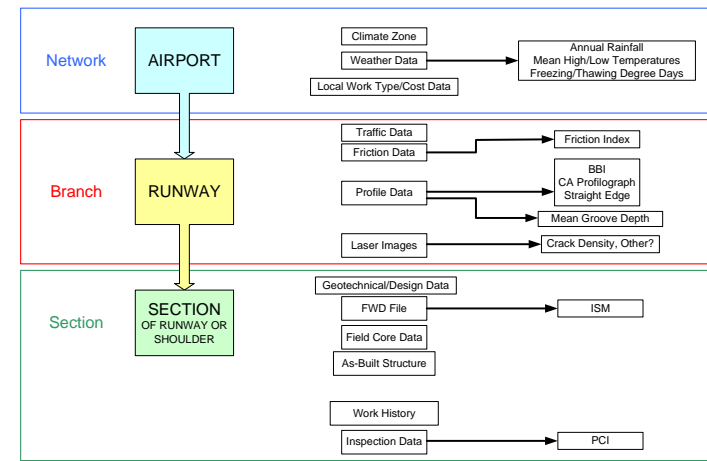 Network
AIRPORT
Climate Zone
Weather Data
Local Work Type/Cost Data
Annual Rainfall
Mean High/Low Temperatures
Freezing/Thawing Degree Days
Branch
RUNWAY
Traffic Data
Friction Data
Friction Index
Profile Data
BBI
CA Profilograph
Straight Edge
Mean Groove Depth
Laser Images
Crack Density, Other?
Section
SECTION
OF RUNWAY OR
SHOULDER
Geotechnical/Design Data
FWD File
ISM
Field Core Data
As-Built Structure
Work History
Inspection Data
PCI